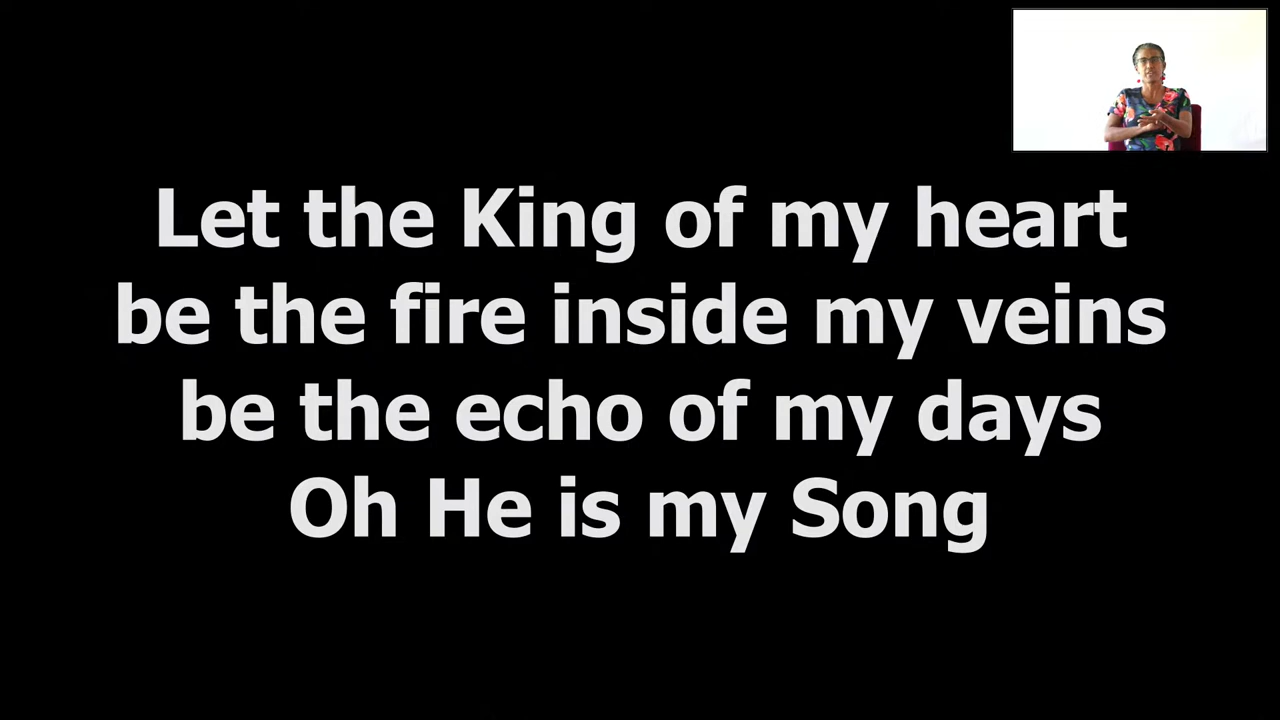 Let the King of my heart
be the fire inside my veins
be the echo of my days
Oh He is my Song